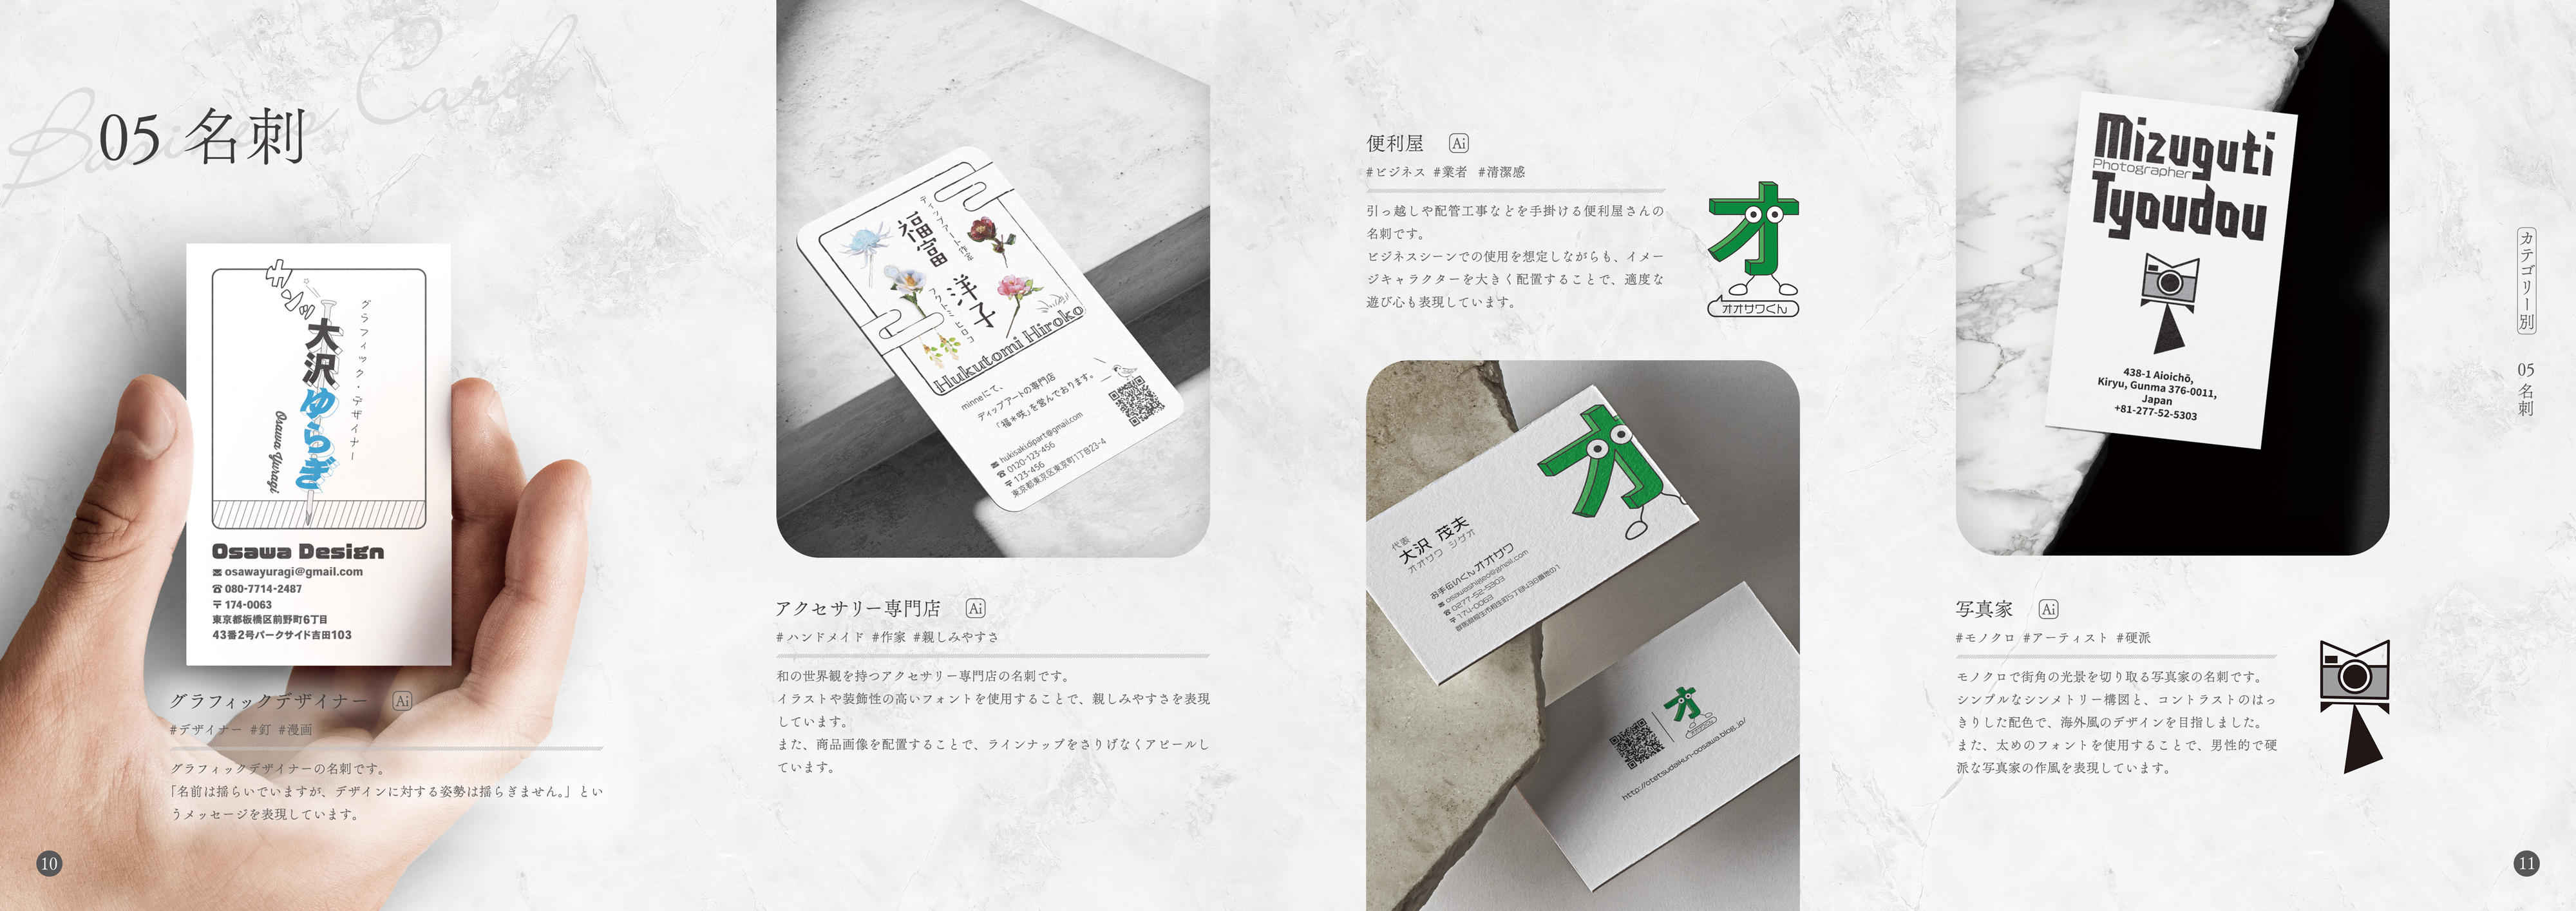 Business Card
05 名刺
ガンッ
グラフィック・デザイナー
大沢ゆらぎ
Osawa Yuragi
Osawa Design
osawayuragi@gmail.com
080-7714-2487
〒174-0063
東京都板橋区前野町6丁目
43番2号パークサイド吉田103
グラフィックデザイナー Ai
#デザイナー #釘 #漫画
グラフィックデザイナーの名刺です。
「名前は揺らいでいますが、デザインに対する姿勢は揺らぎません。」とい
うメッセージを表現しています。
10
ディップアート作家
福富 洋子
フクトミ ヒロコ
Hukutomi Hiroko
minneにて、
ディップアートの専門店
「福*咲」を営んでおります。
hukisakidipart@gmail.com
0120-123-456
〒123-456
東京都東京区東京町1丁目23-4
アクセサリー専門店 Ai
#ハンドメイド #作家 #親しみやすさ
和の世界観を持つアクセサリー専門店の名刺です。
イラストや装飾性の高いフォントを使用することで、親しみやすさを表現
しています。
また、商品画像を配置することで、ラインナップをさりげなくアピールし
ています。
便利屋 Ai
#ビジネス #業者 #清潔感
引っ越しや配管工事などを手掛ける便利屋さんの
名刺です。
ビジネスシーンでの使用を想定しながらも、イメー
ジキャラクターを大きく配置することで、適度な
遊び心も表現しています。
オ
オオサワくん
オ
代表
大沢 茂夫
オオサワ シゲオ
お手伝いくんオオサワ
oosawashigeo@gmail.com
0277-52-5303
〒174-0063
群馬県桐生市相生町5丁目438番地の1
オ
http://otetsudaikun-oosawa.blog.jp/
Mizuguti
Photographer
Tyoudou
438-1 Aioichō,
Kiryu, Gunma 376-0011,
Japan
+81-277-52-5303
写真家 Ai
#モノクロ #アーティスト #硬派
モノクロで街角の光景を切り取る写真家の名刺です。
シンプルなシンメトリー構図と、コントラストのはっ
きりした配色で、海外風のデザインを目指しました。
また、太めのフォントを使用することで、男性的で硬
派な写真家の作風を表現しています。
カテゴリー別
05 名刺
11